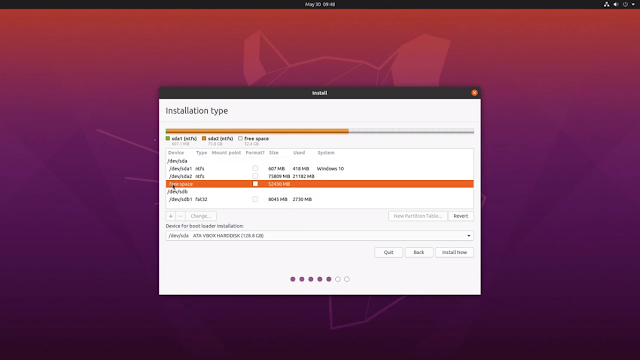 May 30 09:48
Install
Installation type
sda1 (ntfs) sda2 (ntfs) free space
607.1 MB 75.8 GB 52.4 GB
Device Type Mount point Format? Size Used System
/dev/sda
/dev/sda1 ntfs 607 MB 418 MB Windows 10
/dev/sda2 ntfs 75809 MB 21182 MB
free space 52430 MB
/dev/sdb
/dev/sdb1 fat32 8045 MB 2730 MB
+ − Change... New Partition Table... Revert
Device for boot loader installation:
/dev/sda ATA VBOX HARDDISK (128.8 GB)
Quit Back Install Now